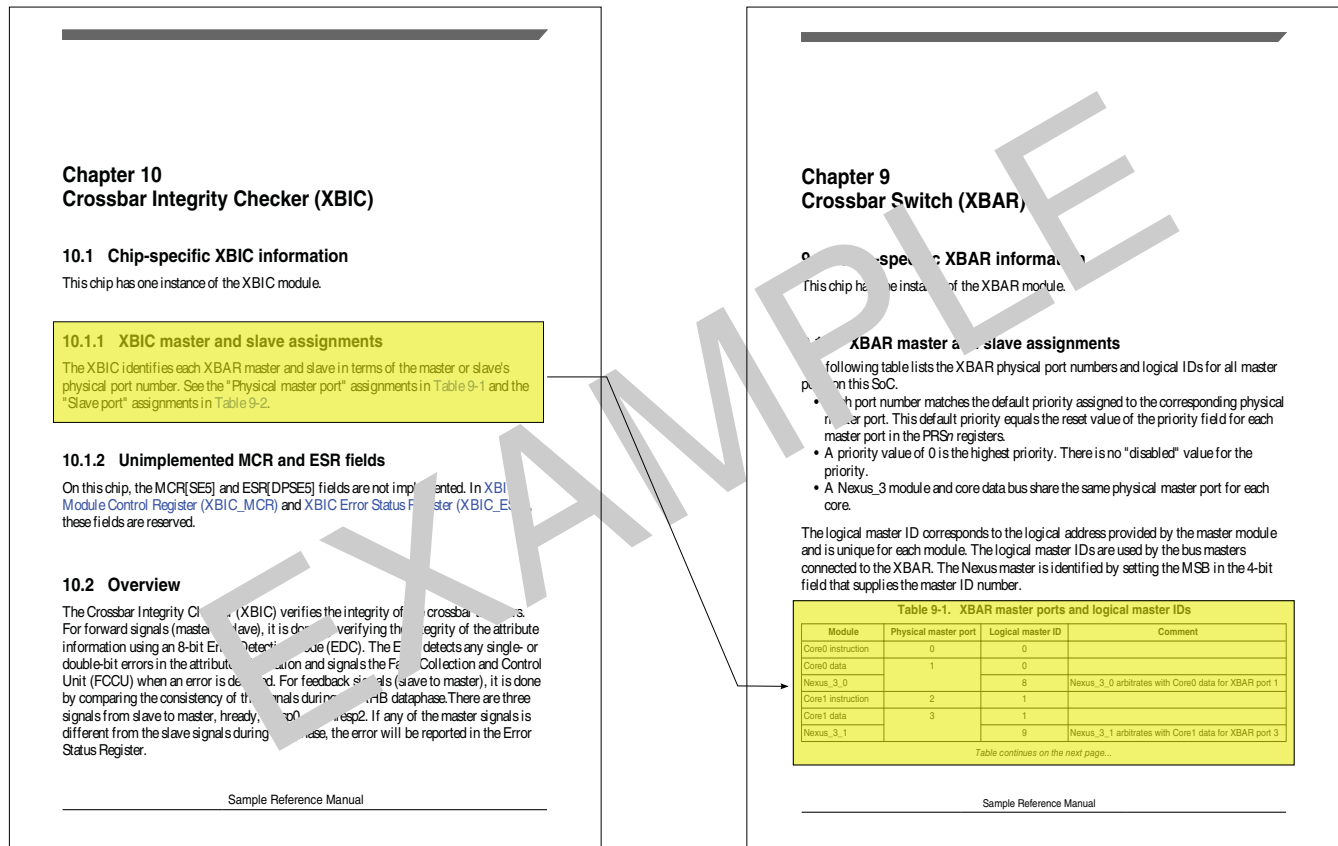 Chapter 10
Crossbar Integrity Checker (XBIC)
10.1 Chip-specific XBIC information
This chip has one instance of the XBIC module.
10.1.1 XBIC master and slave assignments
The XBIC identifies each XBAR master and slave in terms of the master or slave's
physical port number. See the "Physical master port" assignments in Table 9-1 and the
"Slave port" assignments in Table 9-2.
10.1.2 Unimplemented MCR and ESR fields
On this chip, the MCR[SE5] and ESR[DPSE5] fields are not In
Module Control Register (XBIC_MCR) and XBIC Error Status
these fields are reserved.
10.2 Overview
The Crossbar Integrity (XBIC) verifies the integrity of crossbar
For forward signals it is verifying the integrity of the attribute
information using an 8-bit (EDC). The detects any single- or
double-bit errors in the attribute and signals the Collection and Control
Unit (FCCU) when an error is For feedback signals (slave to master), it is done
by comparing the consistency of the during dataphase.There are three
signals from slave to master, hready, If any of the master signals is
different from the slave signals during the error will be reported in the Error
Status Register.
Sample Reference Manual
EXAMPLE
Chapter 9
Crossbar Switch (XBAR)
XBAR information
This chip of the XBAR module.
XBAR master and slave assignments
following table lists the XBAR physical port numbers and logical IDs for all master
on this SoC.
• port number matches the default priority assigned to the corresponding physical
port. This default priority equals the reset value of the priority field for each
master port in the PRSn registers.
• A priority value of 0 is the highest priority. There is no "disabled" value for the
priority.
• A Nexus_3 module and core data bus share the same physical master port for each
core.
The logical master ID corresponds to the logical address provided by the master module
and is unique for each module. The logical master IDs are used by the bus masters
connected to the XBAR. The Nexus master is identified by setting the MSB in the 4-bit
field that supplies the master ID number.
Table 9-1. XBAR master ports and logical master IDs
Module Physical master port Logical master ID Comment
Core0 instruction 0 0
Core0 data 1 0
Nexus_3_0 8 Nexus_3_0 arbitrates with Core0 data for XBAR port 1
Core1 instruction 2 1
Core1 data 3 1
Nexus_3_1 9 Nexus_3_1 arbitrates with Core1 data for XBAR port 3
Table continues on the next page...
Sample Reference Manual